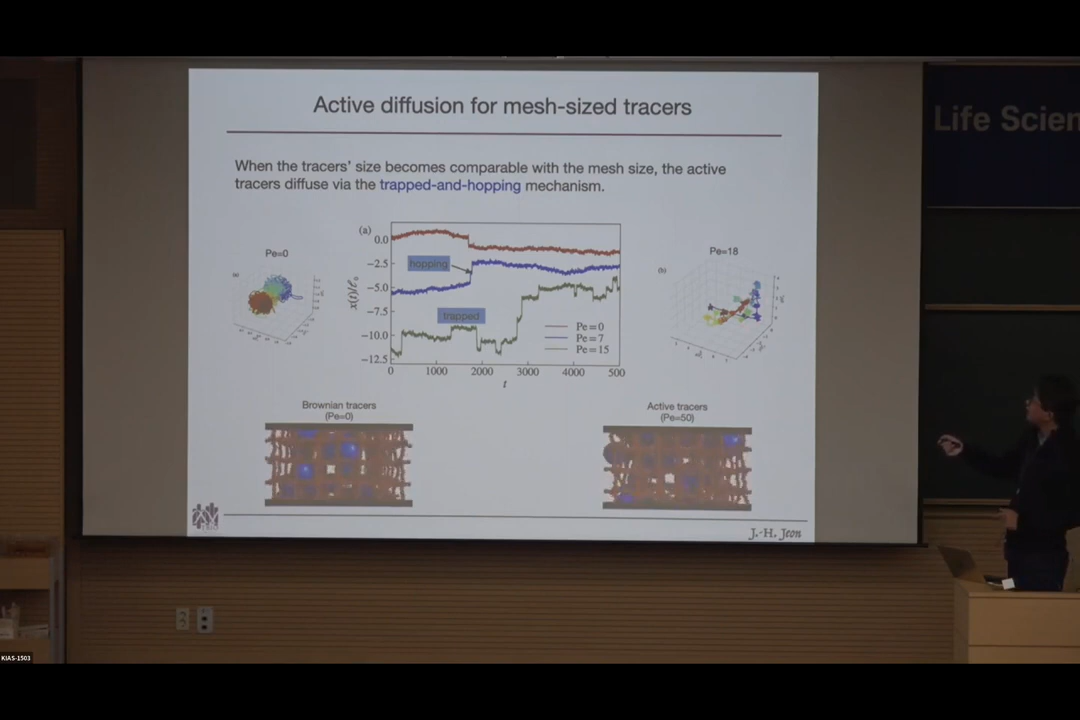 Life Scien
Active diffusion for mesh-sized tracers
When the tracers' size becomes comparable with the mesh size, the active
tracers diffuse via the trapped-and-hopping mechanism.
Pe=0
(a)
(a)
0.0
−2.5
−5.0
−7.5
−10.0
−12.5
hopping
trapped
Pe=0
Pe=7
Pe=15
0
1000
2000
3000
4000
500
t
Pe=18
(b)
Brownian tracers
(Pe=0)
Active tracers
(Pe=50)
J.-H. Jeon
KIAS-1503